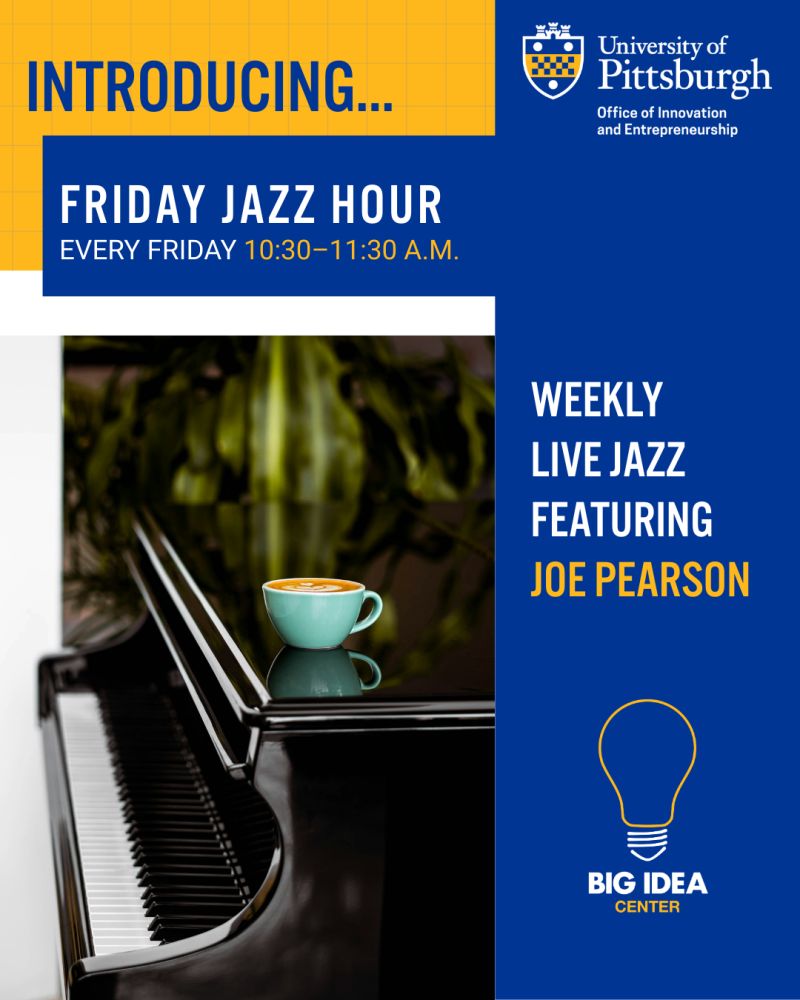 INTRODUCING...
University of
Pittsburgh
Office of Innovation
and Entrepreneurship
FRIDAY JAZZ HOUR
EVERY FRIDAY 10:30–11:30 A.M.
WEEKLY
LIVE JAZZ
FEATURING
JOE PEARSON
BIG IDEA
CENTER